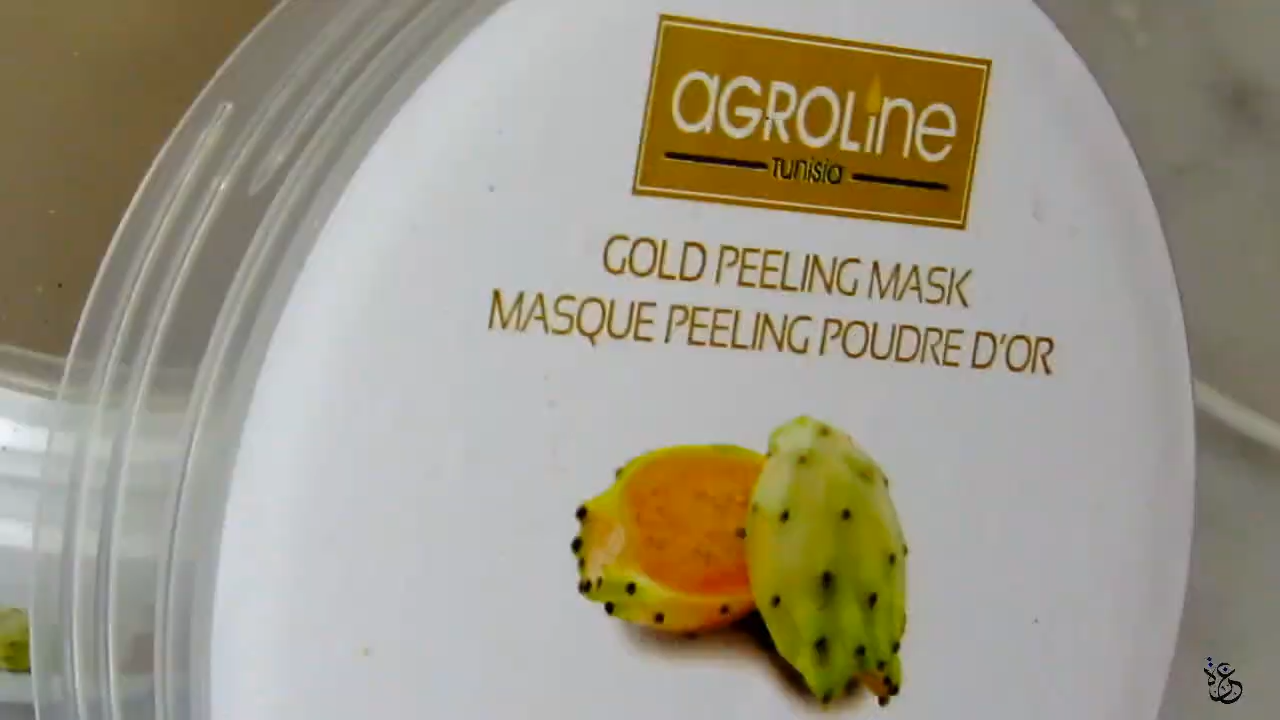 AGROLiNE
TUNISIA
GOLD PEELING MASK
MASQUE PEELING POUDRE D'OR